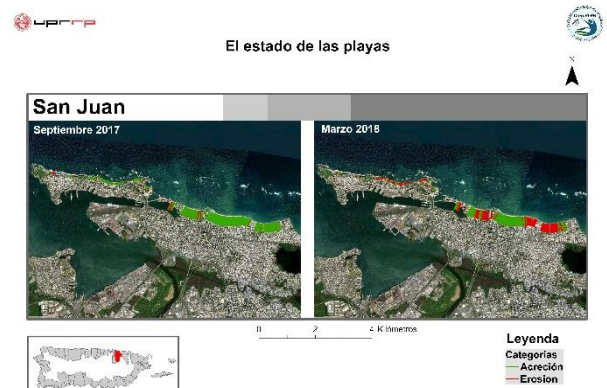 uprrp
El estado de las playas
N
San Juan
Septiembre 2017
Marzo 2018
0 2 4 Kilómetros
Leyenda
Categorías
Acreción
Erosion